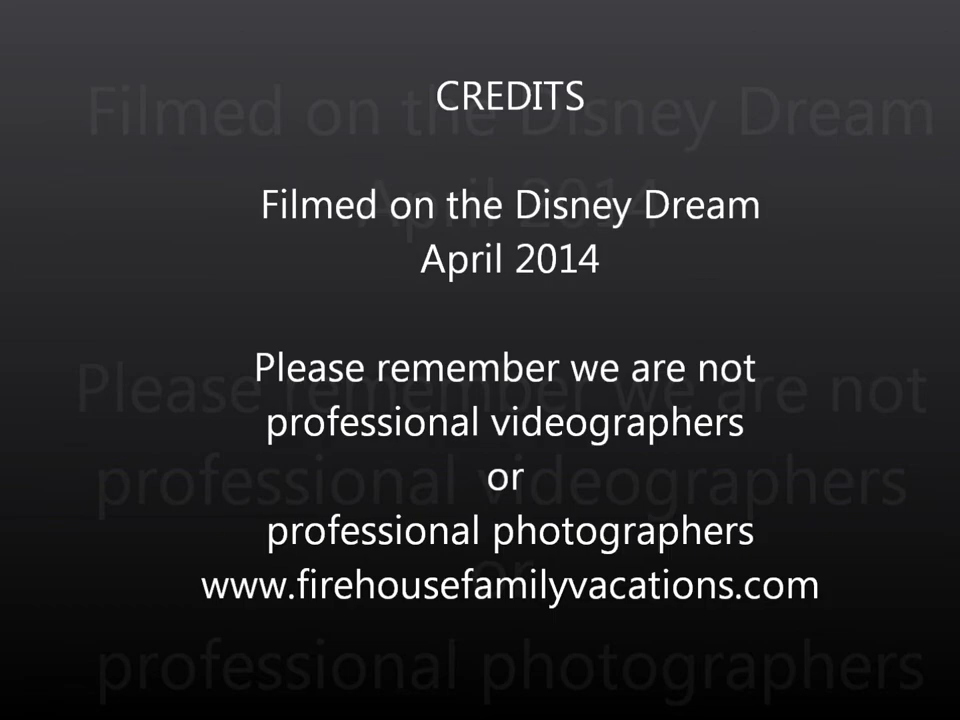 CREDITS
Filmed on the Disney Dream
April 2014
Please remember we are not
professional videographers
or
professional photographers
www.firehousefamilyvacations.com